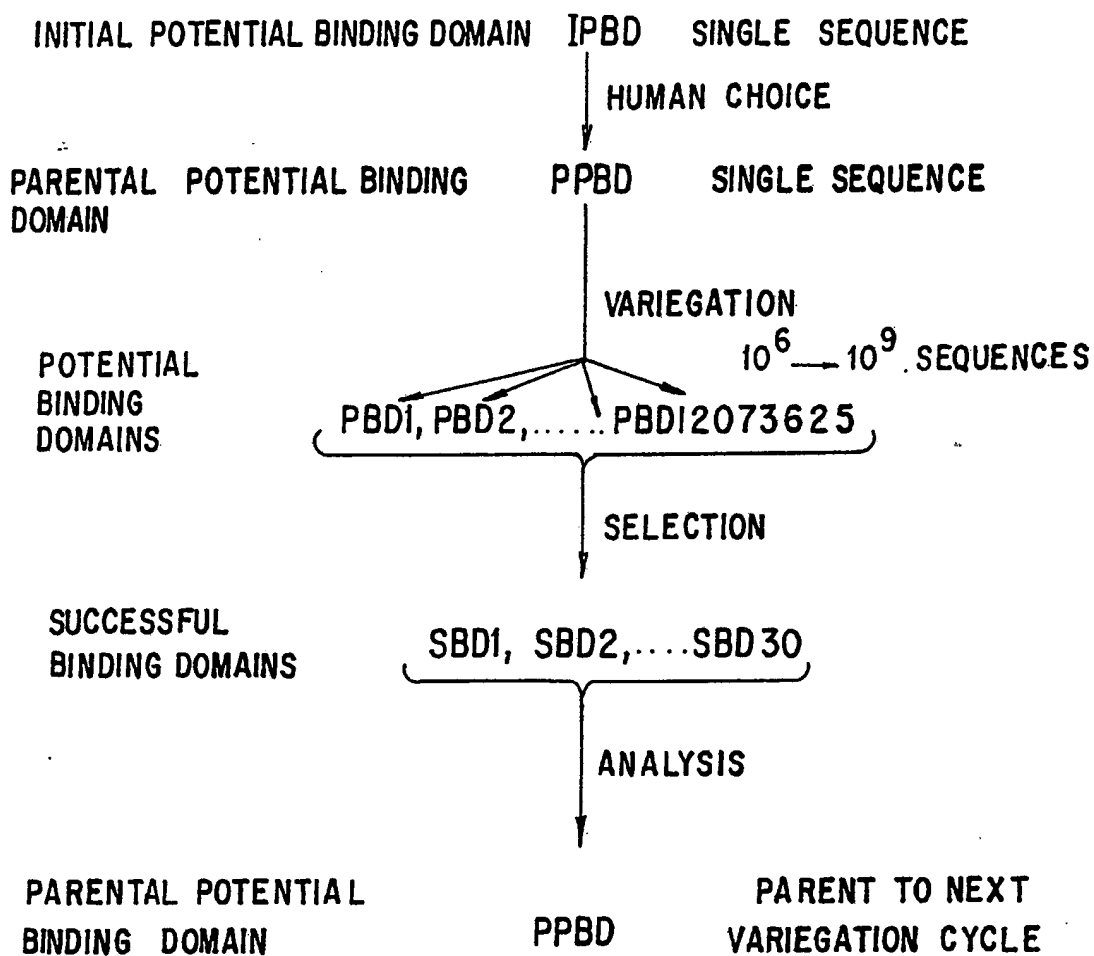 INITIAL POTENTIAL BINDING DOMAIN IPBD SINGLE SEQUENCE
HUMAN CHOICE
PARENTAL POTENTIAL BINDING DOMAIN PPBD SINGLE SEQUENCE
VARIEGATION
10^6 → 10^9 . SEQUENCES
POTENTIAL
BINDING
DOMAINS
PBD1, PBD2,...... PBD12073625
SELECTION
SUCCESSFUL
BINDING DOMAINS
SBD1, SBD2,....SBD30
ANALYSIS
PARENTAL POTENTIAL
BINDING DOMAIN
PPBD
PARENT TO NEXT
VARIEGATION CYCLE